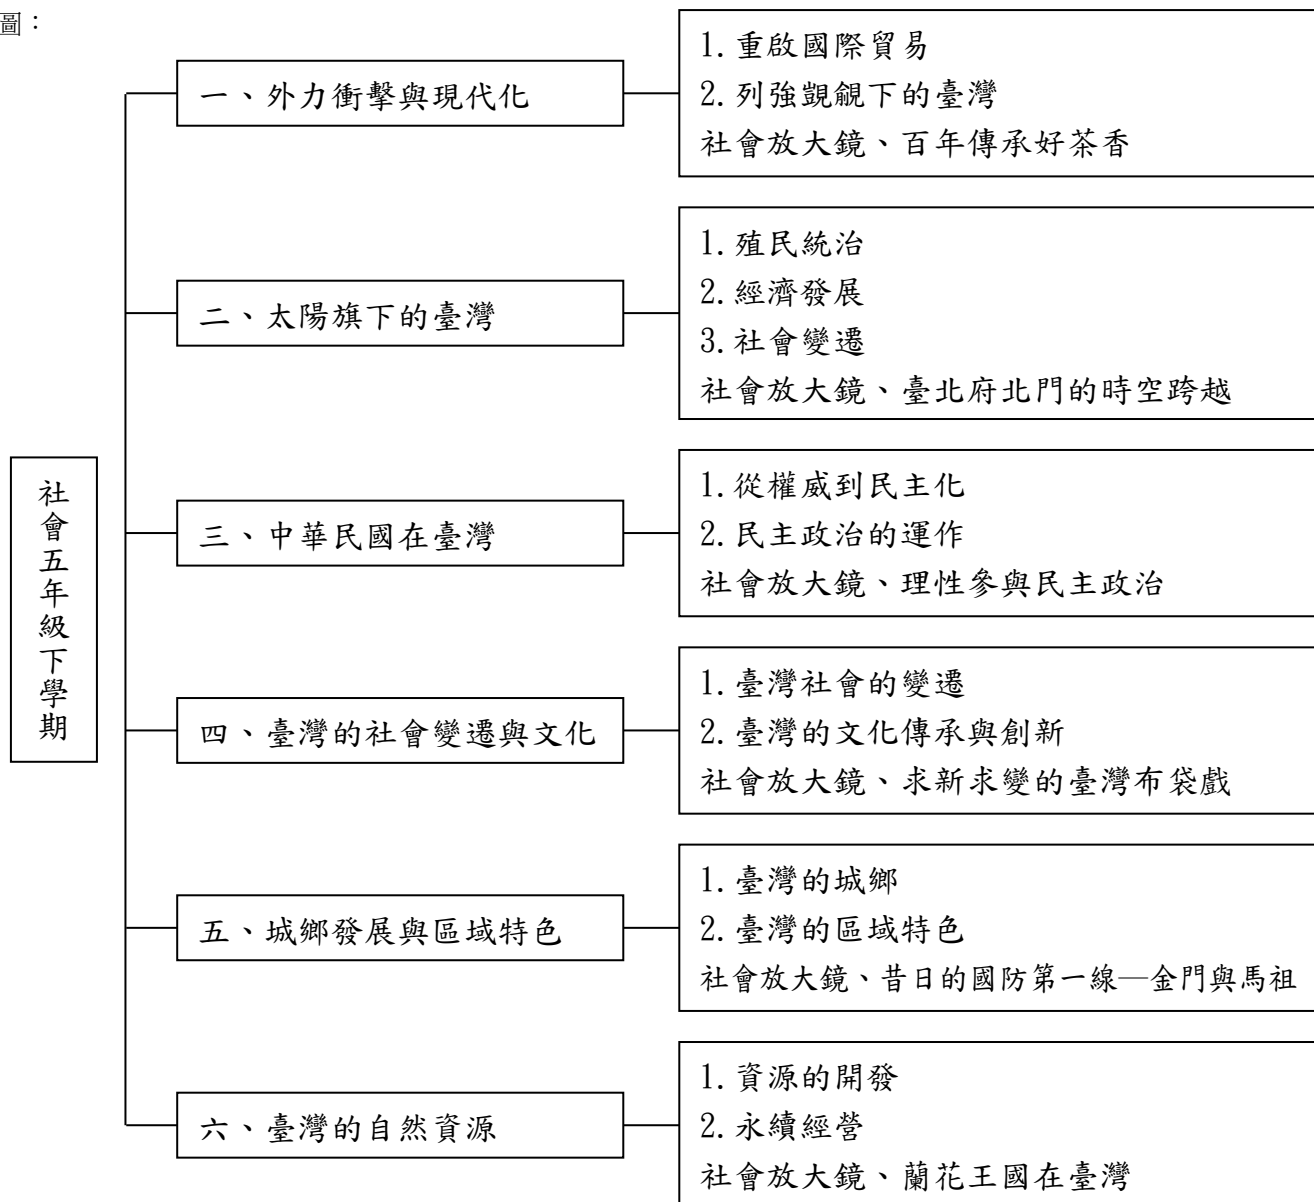 圖：
社會五年級下學期
一、外力衝擊與現代化
1.重啟國際貿易
2.列強覬覦下的臺灣
社會放大鏡、百年傳承好茶香
二、太陽旗下的臺灣
1.殖民統治
2.經濟發展
3.社會變遷
社會放大鏡、臺北府北門的時空跨越
三、中華民國在臺灣
1.從權威到民主化
2.民主政治的運作
社會放大鏡、理性參與民主政治
四、臺灣的社會變遷與文化
1.臺灣社會的變遷
2.臺灣的文化傳承與創新
社會放大鏡、求新求變的臺灣布袋戲
五、城鄉發展與區域特色
1.臺灣的城鄉
2.臺灣的區域特色
社會放大鏡、昔日的國防第一線—金門與馬祖
六、臺灣的自然資源
1.資源的開發
2.永續經營
社會放大鏡、蘭花王國在臺灣